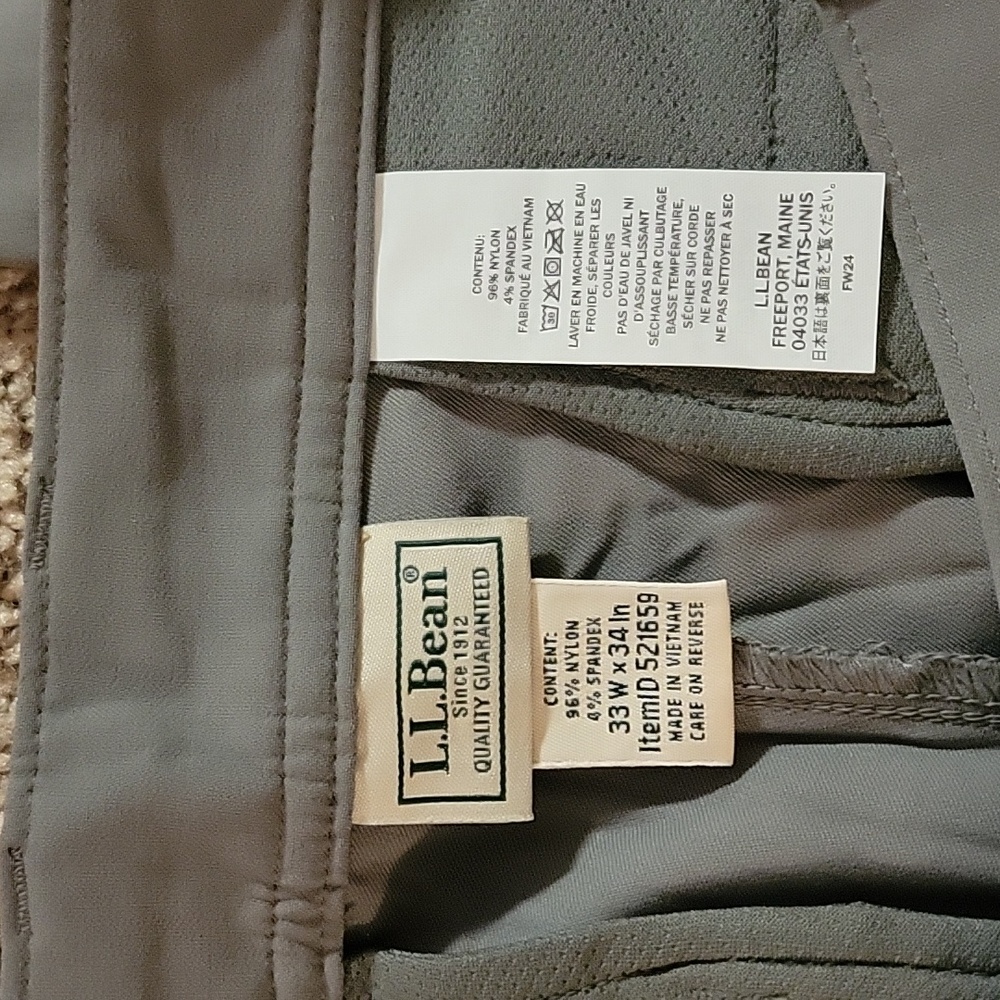 CONTENU:
96% NYLON
4% SPANDEX
FABRIQUÉ AU VIETNAM
30
LAVER EN MACHINE EN EAU
FROIDE, SÉPARER LES
COULEURS
PAS D'EAU DE JAVEL NI
D'ASSOUPLISSANT
SÉCHAGE PAR CULBUTAGE
BASSE TEMPÉRATURE,
SÉCHER SUR CORDE
NE PAS REPASSER
NE PAS NETTOYER À SEC
L.L.BEAN
FREEPORT, MAINE
04033 ÉTATS-UNIS
日本語は裏面をご覧ください。
FW24
L.L.Bean®
Since 1912
QUALITY GUARANTEED
CONTENT:
96% NYLON
4% SPANDEX
33 W x 34 In
ItemID 521659
MADE IN VIETNAM
CARE ON REVERSE